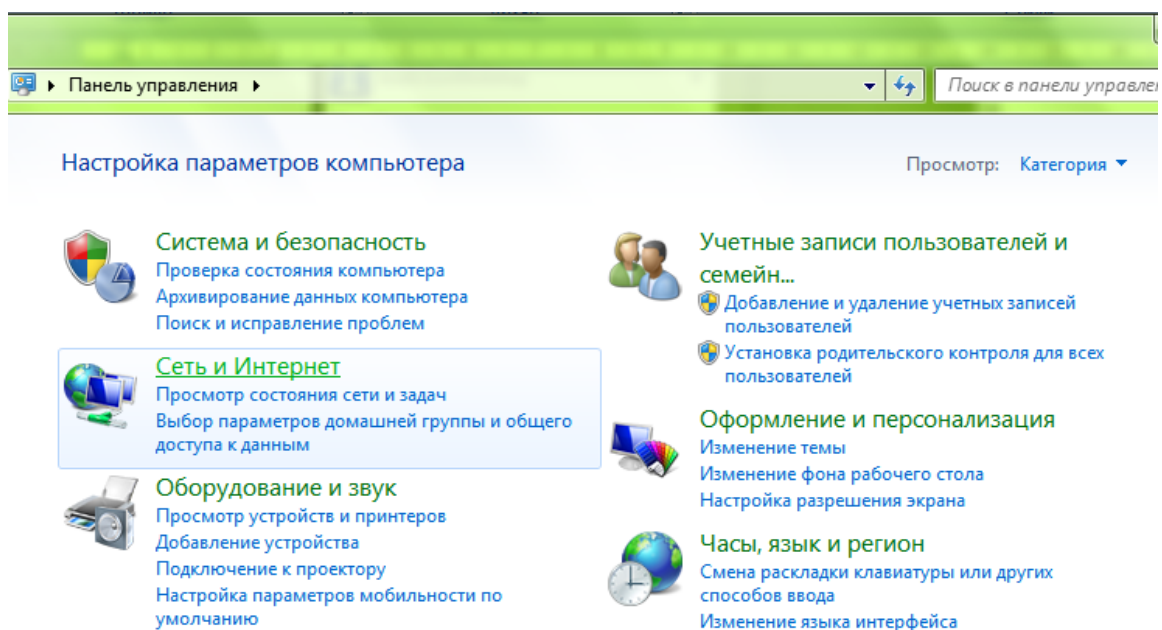 Панель управления
Поиск в панели управлен
Настройка параметров компьютера
Просмотр: Категория
Система и безопасность
Проверка состояния компьютера
Архивирование данных компьютера
Поиск и исправление проблем
Сеть и Интернет
Просмотр состояния сети и задач
Выбор параметров домашней группы и общего
доступа к данным
Оборудование и звук
Просмотр устройств и принтеров
Добавление устройства
Подключение к проектору
Настройка параметров мобильности по
умолчанию
Учетные записи пользователей и
семейн...
Добавление и удаление учетных записей
пользователей
Установка родительского контроля для всех
пользователей
Оформление и персонализация
Изменение темы
Изменение фона рабочего стола
Настройка разрешения экрана
Часы, язык и регион
Смена раскладки клавиатуры или других
способов ввода
Изменение языка интерфейса